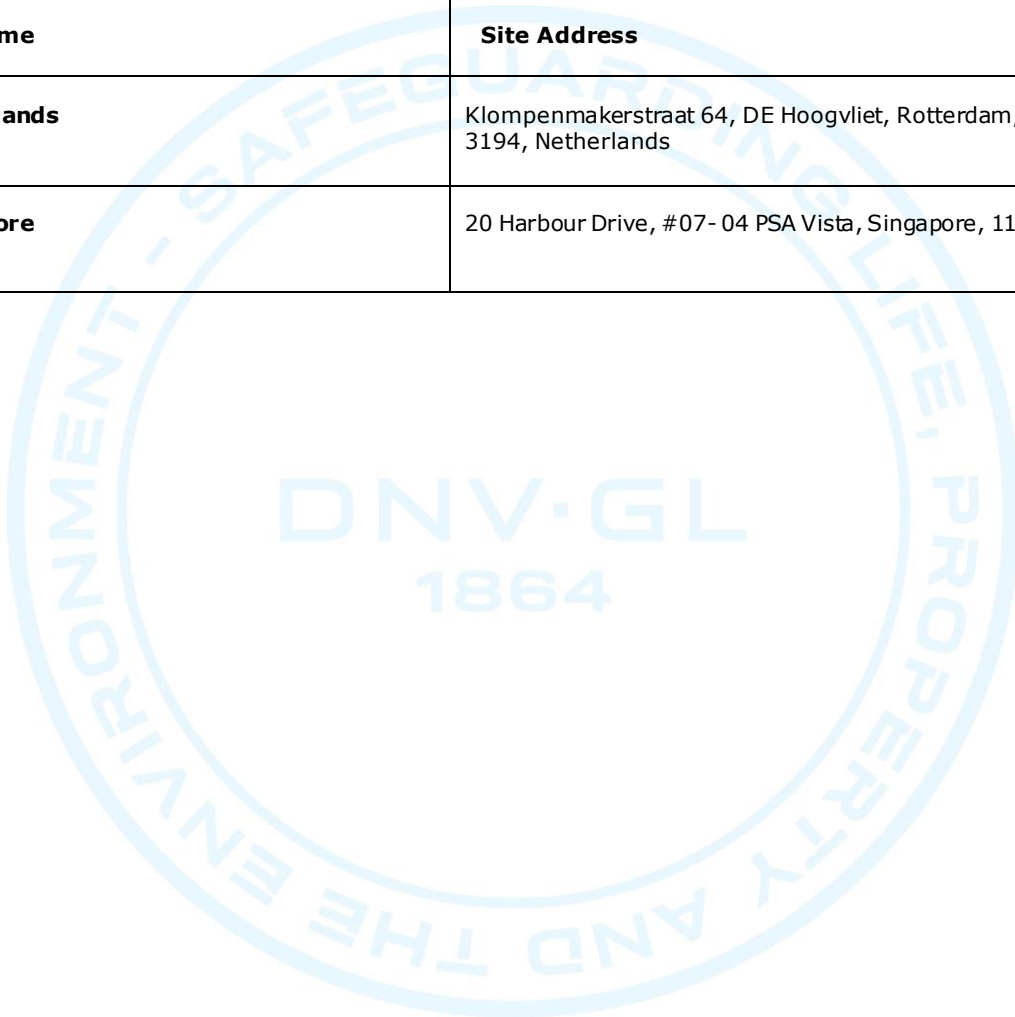 me
Site Address
ands
Klompenmakerstraat 64, DE Hoogvliet, Rotterdam,
3194, Netherlands
ore
20 Harbour Drive, #07- 04 PSA Vista, Singapore, 11
SAFEGUARDING LIFE, PROPERTY AND THE ENVIRONMENT -
DNV·GL
1864